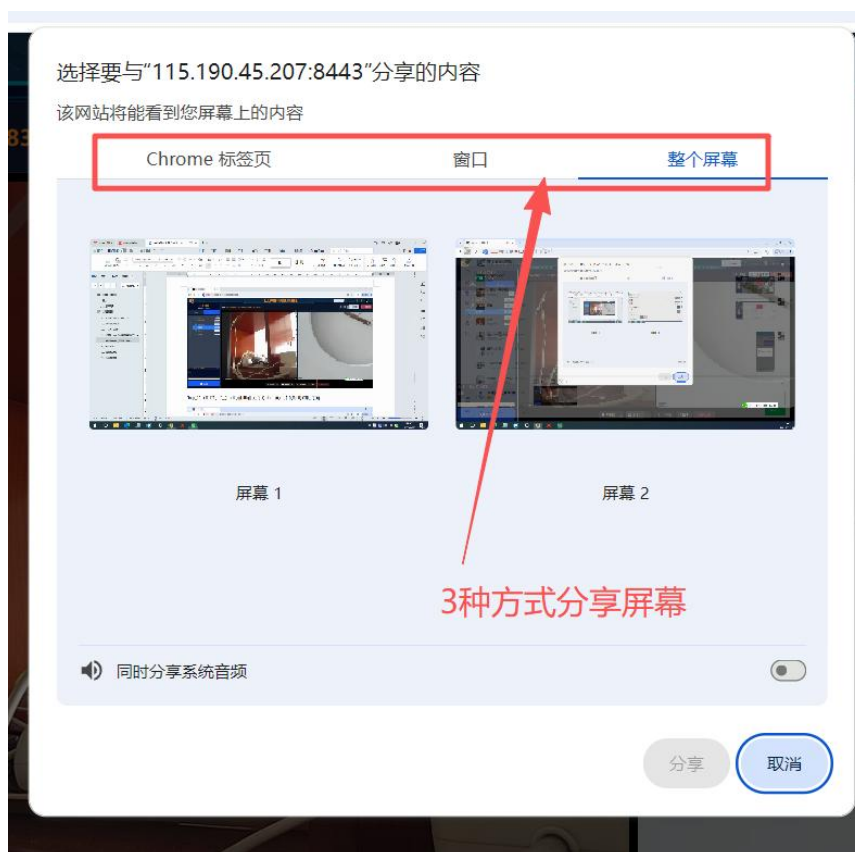 选择要与“115.190.45.207:8443”分享的内容
该网站将能看到您屏幕上的内容
83
Chrome 标签页
窗口
整个屏幕
屏幕 1
屏幕 2
3种方式分享屏幕
同时分享系统音频
分享
取消